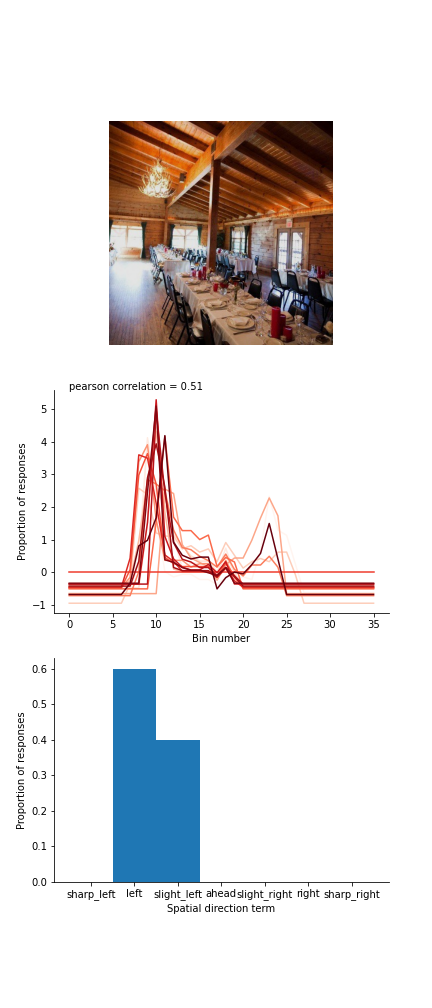 pearson correlation = 0.51
Proportion of responses
5
4
3
2
1
0
−1
0 5 10 15 20 25 30 35
Bin number
Proportion of responses
0.6
0.5
0.4
0.3
0.2
0.1
0.0
sharp_left left slight_left ahead slight_right right sharp_right
Spatial direction term